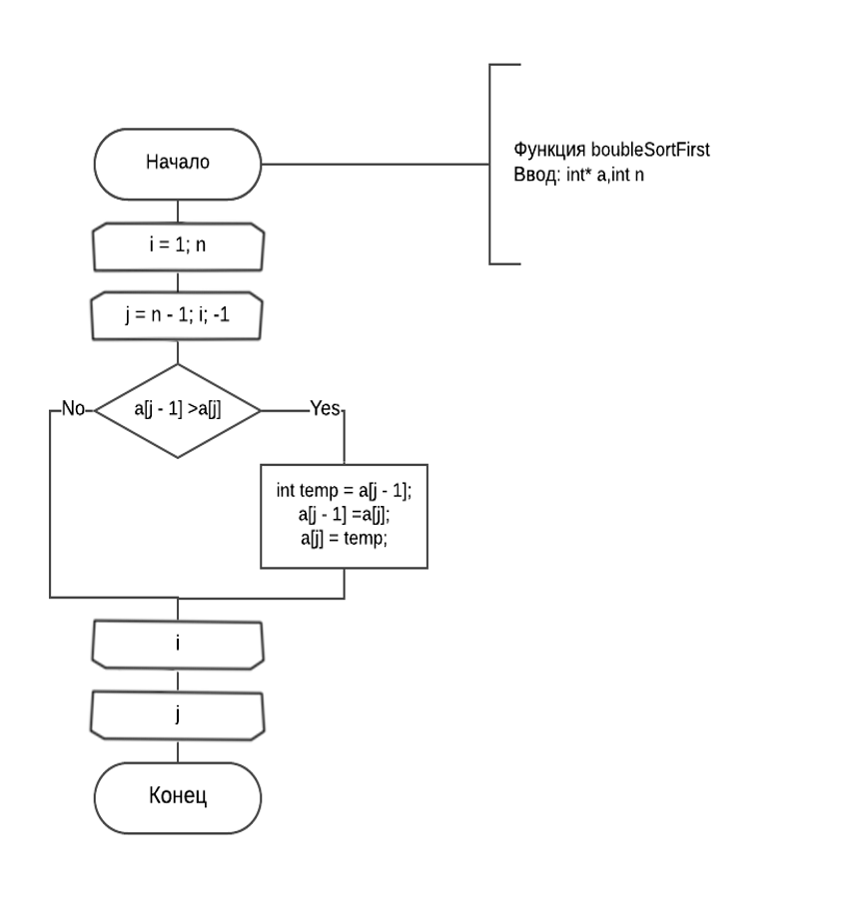 Начало
Функция boubleSortFirst
Ввод: int* a,int n
i = 1; n
j = n - 1; i; -1
No
a[j - 1] >a[j]
Yes
int temp = a[j - 1];
a[j - 1] =a[j];
a[j] = temp;
i
j
Конец